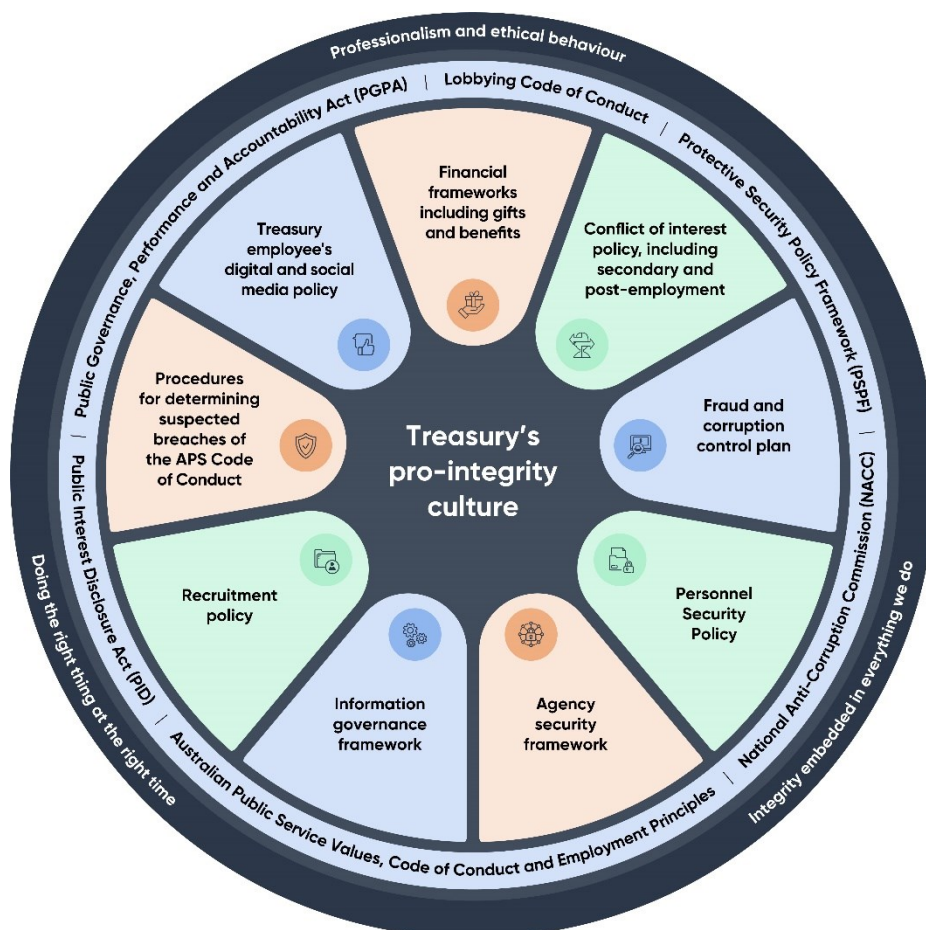 Professionalism and ethical behaviour
Public Governance, Performance and Accountability Act (PGPA) | Lobbying Code of Conduct | Protective Security Policy Framework (PSPF) | National Anti-Corruption Commission (NACC) | Australian Public Service Values, Code of Conduct and Employment Principles | Public Interest Disclosure Act (PID) |
Financial
frameworks
including gifts
and benefits
Conflict of interest
policy, including
secondary and
post-employment
Fraud and
corruption
control plan
Personnel
Security
Policy
Agency
security
framework
Information
governance
framework
Recruitment
policy
Procedures
for determining
suspected
breaches of
the APS Code
of Conduct
Treasury
employee's
digital and social
media policy
Treasury’s
pro-integrity
culture
Integrity embedded in everything we do
Doing the right thing at the right time